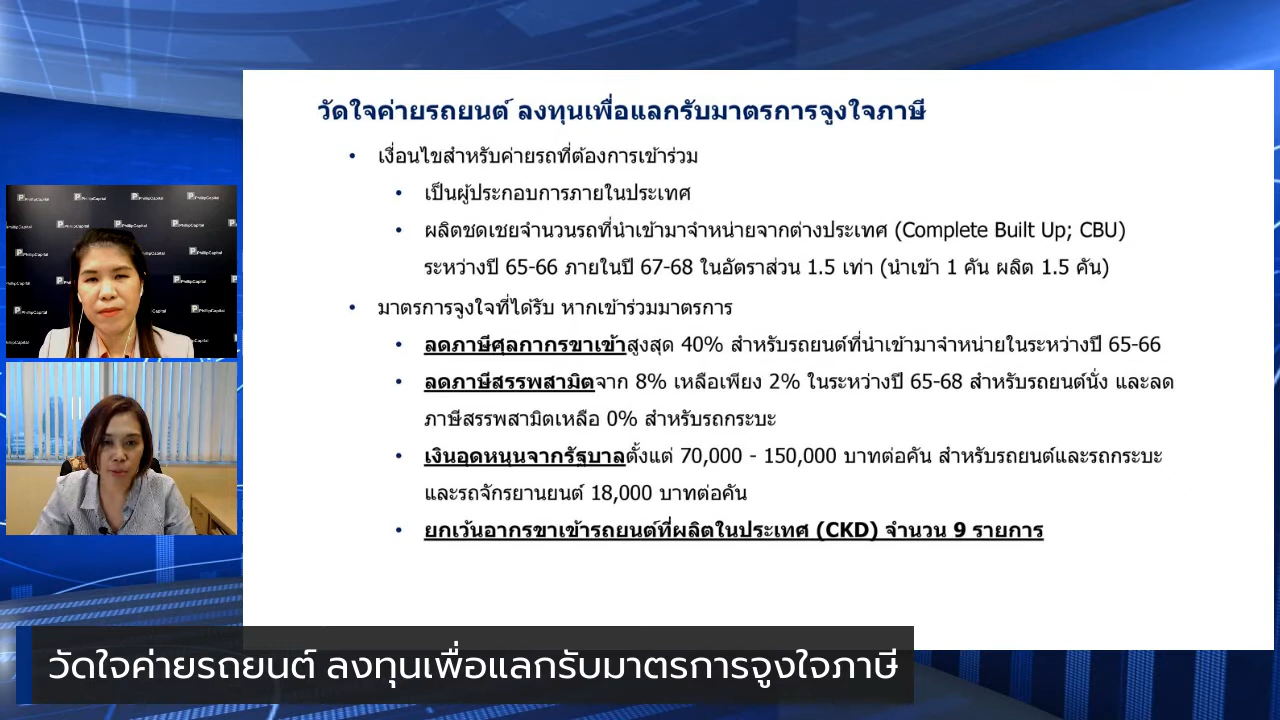 วัดใจค่ายรถยนต์ ลงทุนเพื่อแลกรับมาตรการจูงใจภาษี
• เงื่อนไขสำหรับค่ายรถที่ต้องการเข้าร่วม
• เป็นผู้ประกอบการภายในประเทศ
• ผลิตชดเชยจำนวนรถที่นำเข้ามาจำหน่ายจากต่างประเทศ (Complete Built Up; CBU)
ระหว่างปี 65-66 ภายในปี 67-68 ในอัตราส่วน 1.5 เท่า (นำเข้า 1 คัน ผลิต 1.5 คัน)
• มาตรการจูงใจที่ได้รับ หากเข้าร่วมมาตรการ
• ลดภาษีศุลกากรขาเข้าสูงสุด 40% สำหรับรถยนต์ที่นำเข้ามาจำหน่ายในระหว่างปี 65-66
• ลดภาษีสรรพสามิตจาก 8% เหลือเพียง 2% ในระหว่างปี 65-68 สำหรับรถยนต์นั่ง และลด
ภาษีสรรพสามิตเหลือ 0% สำหรับรถกระบะ
• เงินอุดหนุนจากรัฐบาลตั้งแต่ 70,000 - 150,000 บาทต่อคัน สำหรับรถยนต์และรถกระบะ
และรถจักรยานยนต์ 18,000 บาทต่อคัน
• ยกเว้นอากรขาเข้ารถยนต์ที่ผลิตในประเทศ (CKD) จำนวน 9 รายการ
PhillipCapital PhillipCapital PhillipCapital PhillipCapital
วัดใจค่ายรถยนต์ ลงทุนเพื่อแลกรับมาตรการจูงใจภาษี